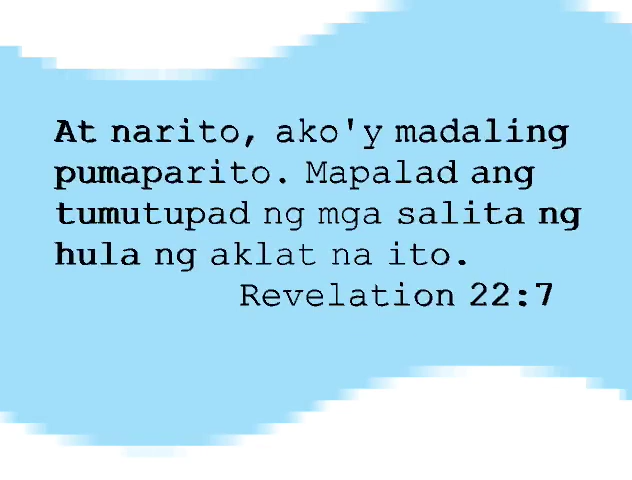 At narito, ako'y madaling
pumaparito. Mapalad ang
tumutupad ng mga salita ng
hula ng aklat na ito.
Revelation 22:7